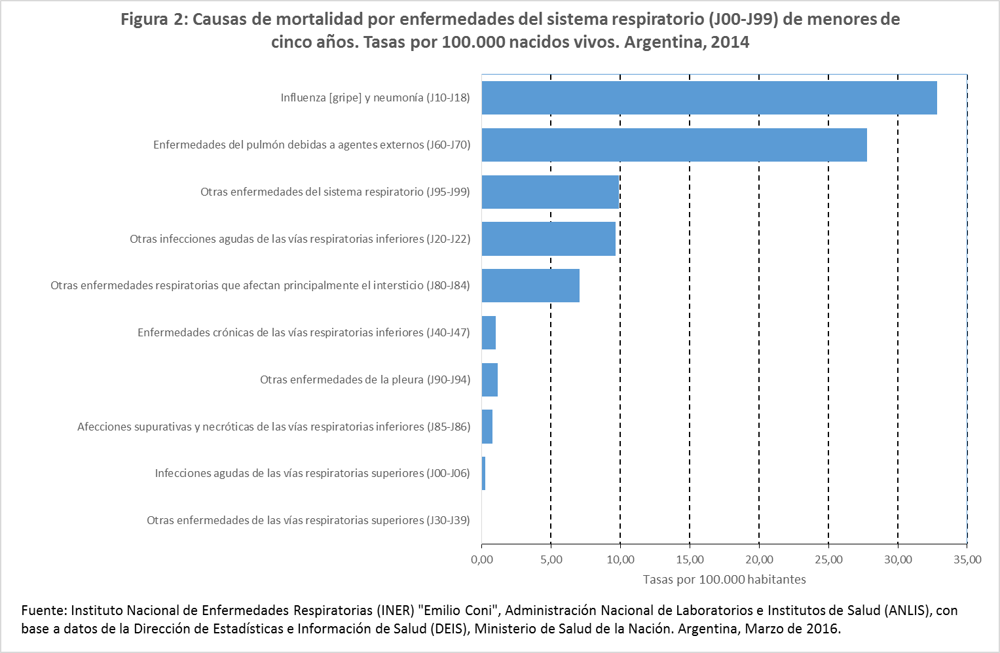 Figura 2: Causas de mortalidad por enfermedades del sistema respiratorio (J00-J99) de menores de
cinco años. Tasas por 100.000 nacidos vivos. Argentina, 2014
Influenza [gripe] y neumonía (J10-J18)
Enfermedades del pulmón debidas a agentes externos (J60-J70)
Otras enfermedades del sistema respiratorio (J95-J99)
Otras infecciones agudas de las vías respiratorias inferiores (J20-J22)
Otras enfermedades respiratorias que afectan principalmente el intersticio (J80-J84)
Enfermedades crónicas de las vías respiratorias inferiores (J40-J47)
Otras enfermedades de la pleura (J90-J94)
Afecciones supurativas y necróticas de las vías respiratorias inferiores (J85-J86)
Infecciones agudas de las vías respiratorias superiores (J00-J06)
Otras enfermedades de las vías respiratorias superiores (J30-J39)
0,00 5,00 10,00 15,00 20,00 25,00 30,00 35,00
Tasas por 100.000 habitantes
Fuente: Instituto Nacional de Enfermedades Respiratorias (INER) "Emilio Coni", Administración Nacional de Laboratorios e Institutos de Salud (ANLIS), con
base a datos de la Dirección de Estadísticas e Información de Salud (DEIS), Ministerio de Salud de la Nación. Argentina, Marzo de 2016.